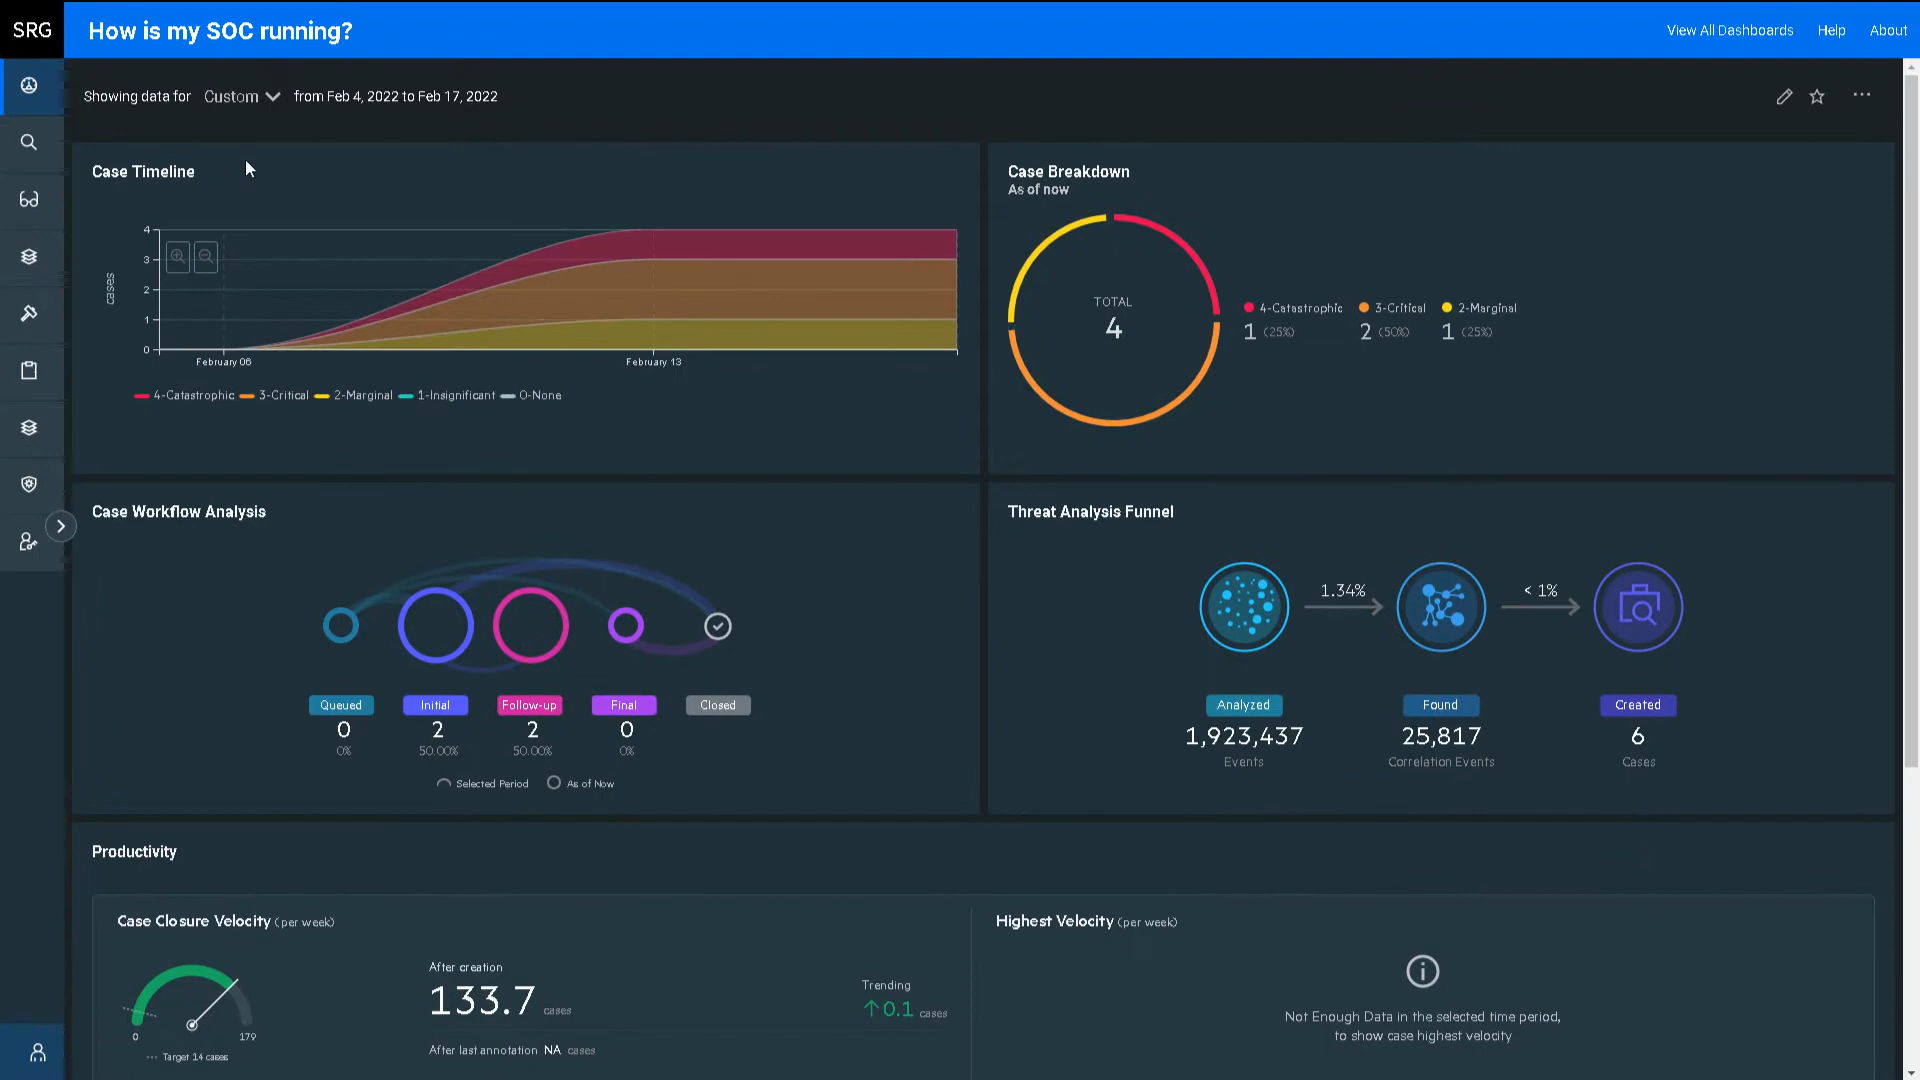 SRG
How is my SOC running?
View All Dashboards Help About
Showing data for Custom from Feb 4, 2022 to Feb 17, 2022
Case Timeline
cases
4
3
2
1
0
February 06 February 13
4-Catastrophic 3-Critical 2-Marginal 1-Insignificant 0-None
Case Breakdown
As of now
TOTAL
4
4-Catastrophic 3-Critical 2-Marginal
1 (25%) 2 (50%) 1 (25%)
Case Workflow Analysis
Queued Initial Follow-up Final Closed
0 2 2 0
0% 50.00% 50.00% 0%
Selected Period As of Now
Threat Analysis Funnel
1.34% < 1%
Analyzed Found Created
1,923,437 25,817 6
Events Correlation Events Cases
Productivity
Case Closure Velocity (per week)
0 179
Target 14 cases
After creation
133.7 cases
Trending
↑0.1 cases
After last annotation NA cases
Highest Velocity (per week)
Not Enough Data in the selected time period,
to show case highest velocity